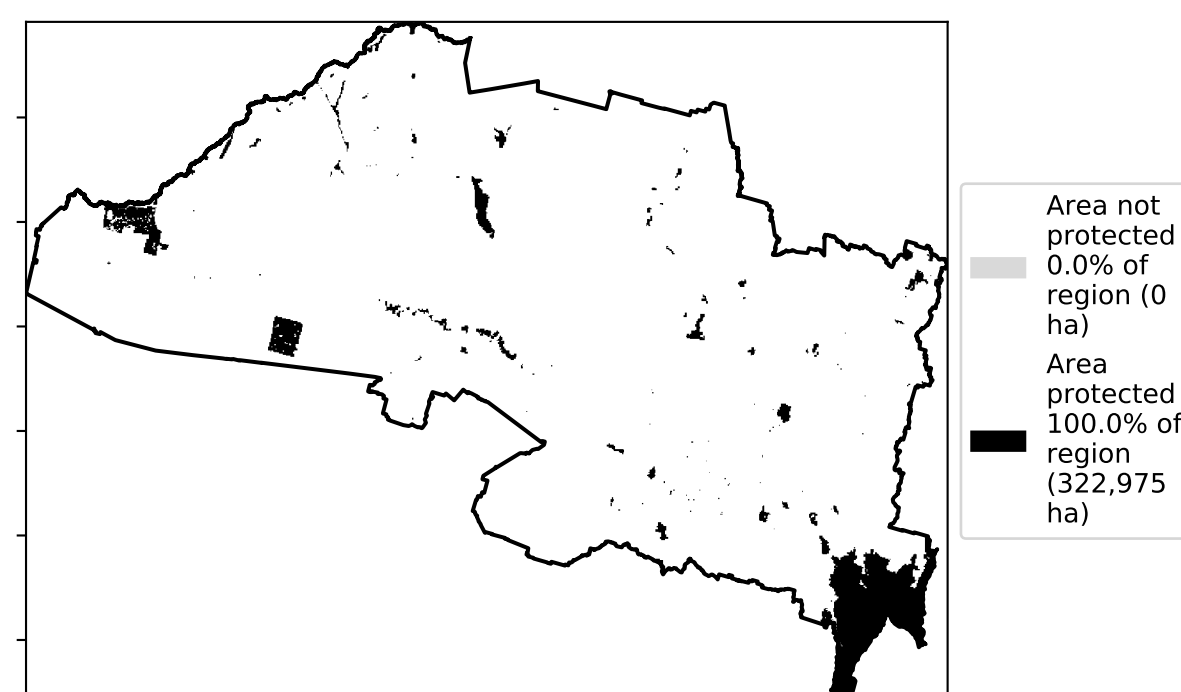 Area not
protected
0.0% of
region (0
ha)
Area
protected
100.0% of
region
(322,975
ha)